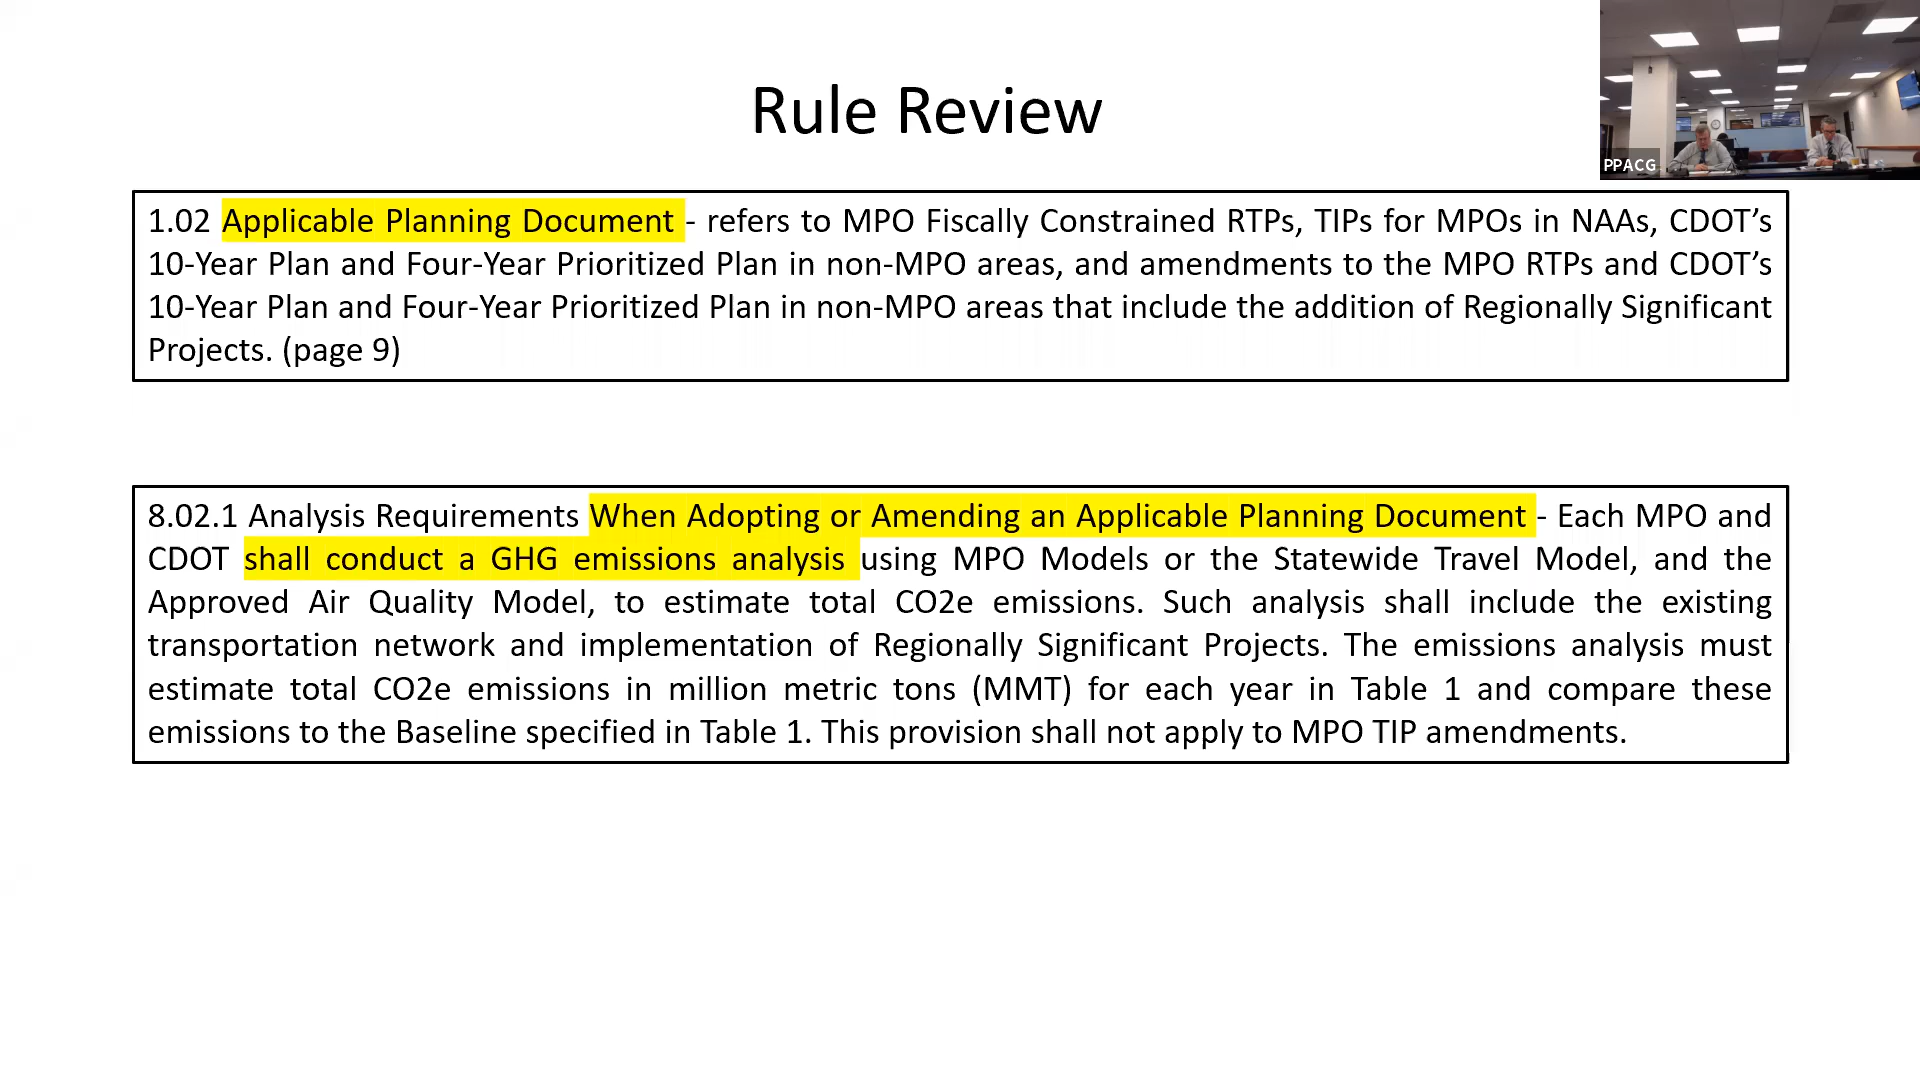 Rule Review
PPACG
1.02 Applicable Planning Document - refers to MPO Fiscally Constrained RTPs, TIPs for MPOs in NAAs, CDOT’s
10-Year Plan and Four-Year Prioritized Plan in non-MPO areas, and amendments to the MPO RTPs and CDOT’s
10-Year Plan and Four-Year Prioritized Plan in non-MPO areas that include the addition of Regionally Significant
Projects. (page 9)
8.02.1 Analysis Requirements When Adopting or Amending an Applicable Planning Document - Each MPO and
CDOT shall conduct a GHG emissions analysis using MPO Models or the Statewide Travel Model, and the
Approved Air Quality Model, to estimate total CO2e emissions. Such analysis shall include the existing
transportation network and implementation of Regionally Significant Projects. The emissions analysis must
estimate total CO2e emissions in million metric tons (MMT) for each year in Table 1 and compare these
emissions to the Baseline specified in Table 1. This provision shall not apply to MPO TIP amendments.